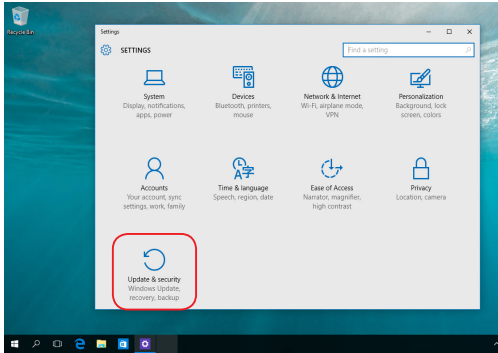 Recycle Bin
Settings
SETTINGS
Find a setting
System
Display, notifications,
apps, power
Devices
Bluetooth, printers,
mouse
Network & Internet
Wi-Fi, airplane mode,
VPN
Personalization
Background, lock
screen, colors
Accounts
Your account, sync
settings, work, family
Time & language
Speech, region, date
Ease of Access
Narrator, magnifier,
high contrast
Privacy
Location, camera
Update & security
Windows Update,
recovery, backup